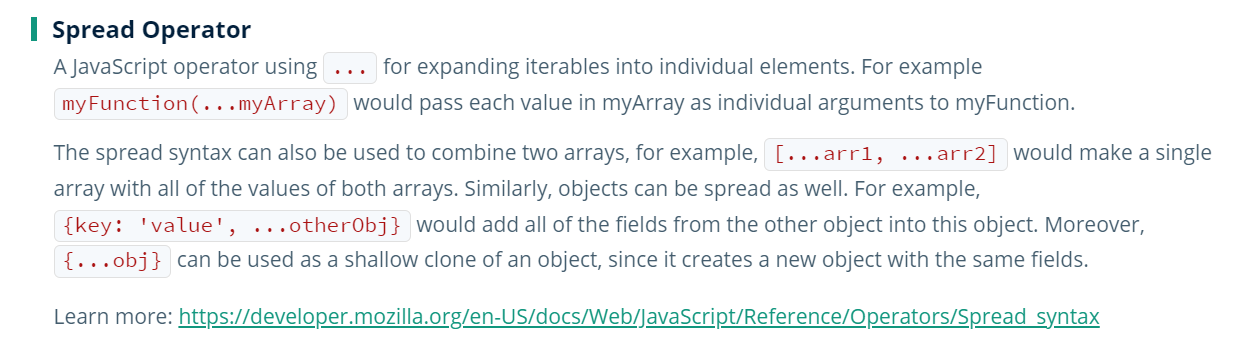 Spread Operator
A JavaScript operator using ... for expanding iterables into individual elements. For example
myFunction(...myArray) would pass each value in myArray as individual arguments to myFunction.
The spread syntax can also be used to combine two arrays, for example, [...arr1, ...arr2] would make a single
array with all of the values of both arrays. Similarly, objects can be spread as well. For example,
{key: 'value', ...otherObj} would add all of the fields from the other object into this object. Moreover,
{...obj} can be used as a shallow clone of an object, since it creates a new object with the same fields.
Learn more: https://developer.mozilla.org/en-US/docs/Web/JavaScript/Reference/Operators/Spread_syntax